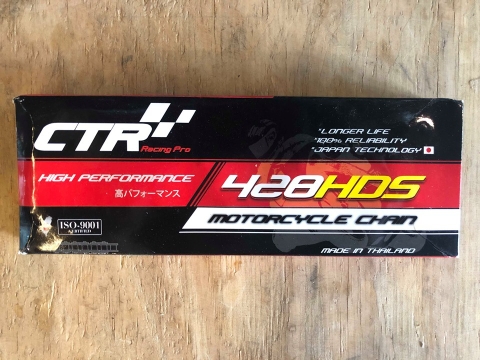 CTR
Racing Pro
*LONGER LIFE
*100% RELIABILITY
*JAPAN TECHNOLOGY
HIGH PERFORMANCE
高パフォーマンス
428HDS
MOTORCYCLE CHAIN
ISO-9001
CERTIFIED
MADE IN THAILAND